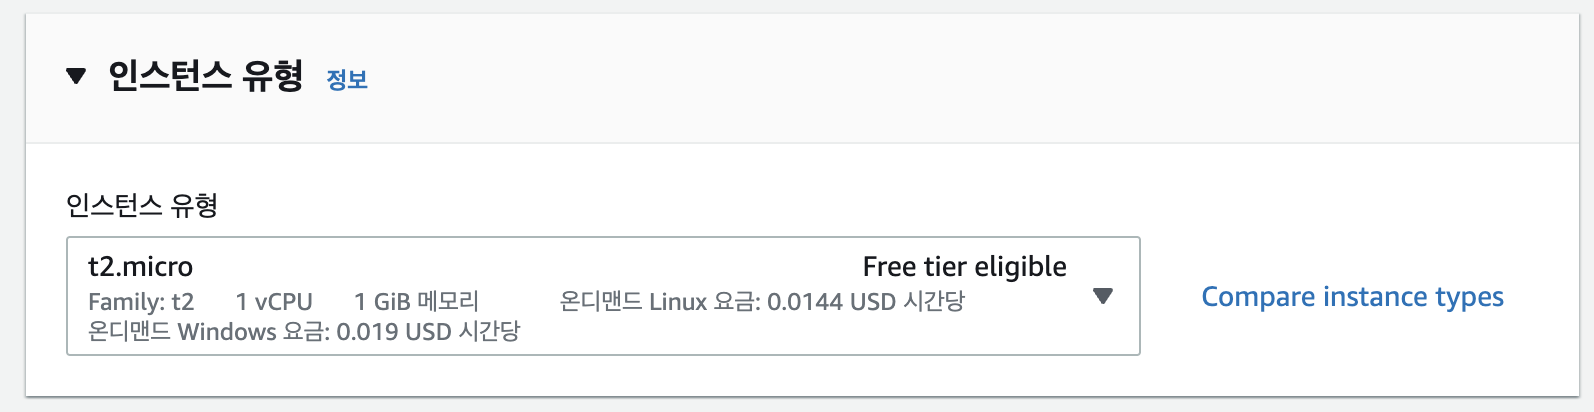 인스턴스 유형 정보
인스턴스 유형
t2.micro Free tier eligible
Family: t2 1 vCPU 1 GiB 메모리 온디맨드 Linux 요금: 0.0144 USD 시간당
온디맨드 Windows 요금: 0.019 USD 시간당
Compare instance types